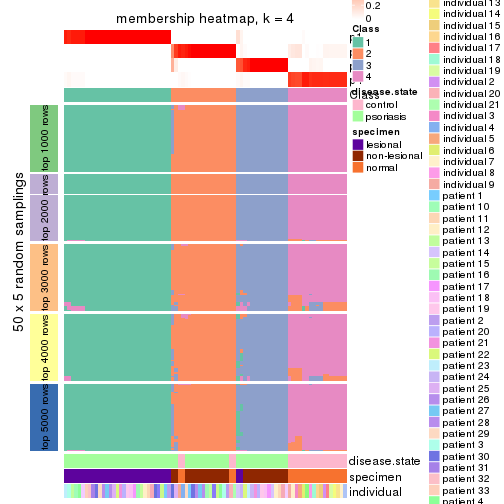 membership heatmap, k = 4
50 x 5 random samplings
top 1000 rows
top 2000 rows
top 3000 rows
top 4000 rows
top 5000 rows
Class
disease.state
specimen
individual
0.2
0
Class
1
2
3
4
disease.state
control
psoriasis
specimen
lesional
non-lesional
normal
individual 13
individual 14
individual 15
individual 16
individual 17
individual 18
individual 19
individual 2
individual 20
individual 21
individual 3
individual 4
individual 5
individual 6
individual 7
individual 8
individual 9
patient 1
patient 10
patient 11
patient 12
patient 13
patient 14
patient 15
patient 16
patient 17
patient 18
patient 19
patient 2
patient 20
patient 21
patient 22
patient 23
patient 24
patient 25
patient 26
patient 27
patient 28
patient 29
patient 3
patient 30
patient 31
patient 32
patient 33
patient 4